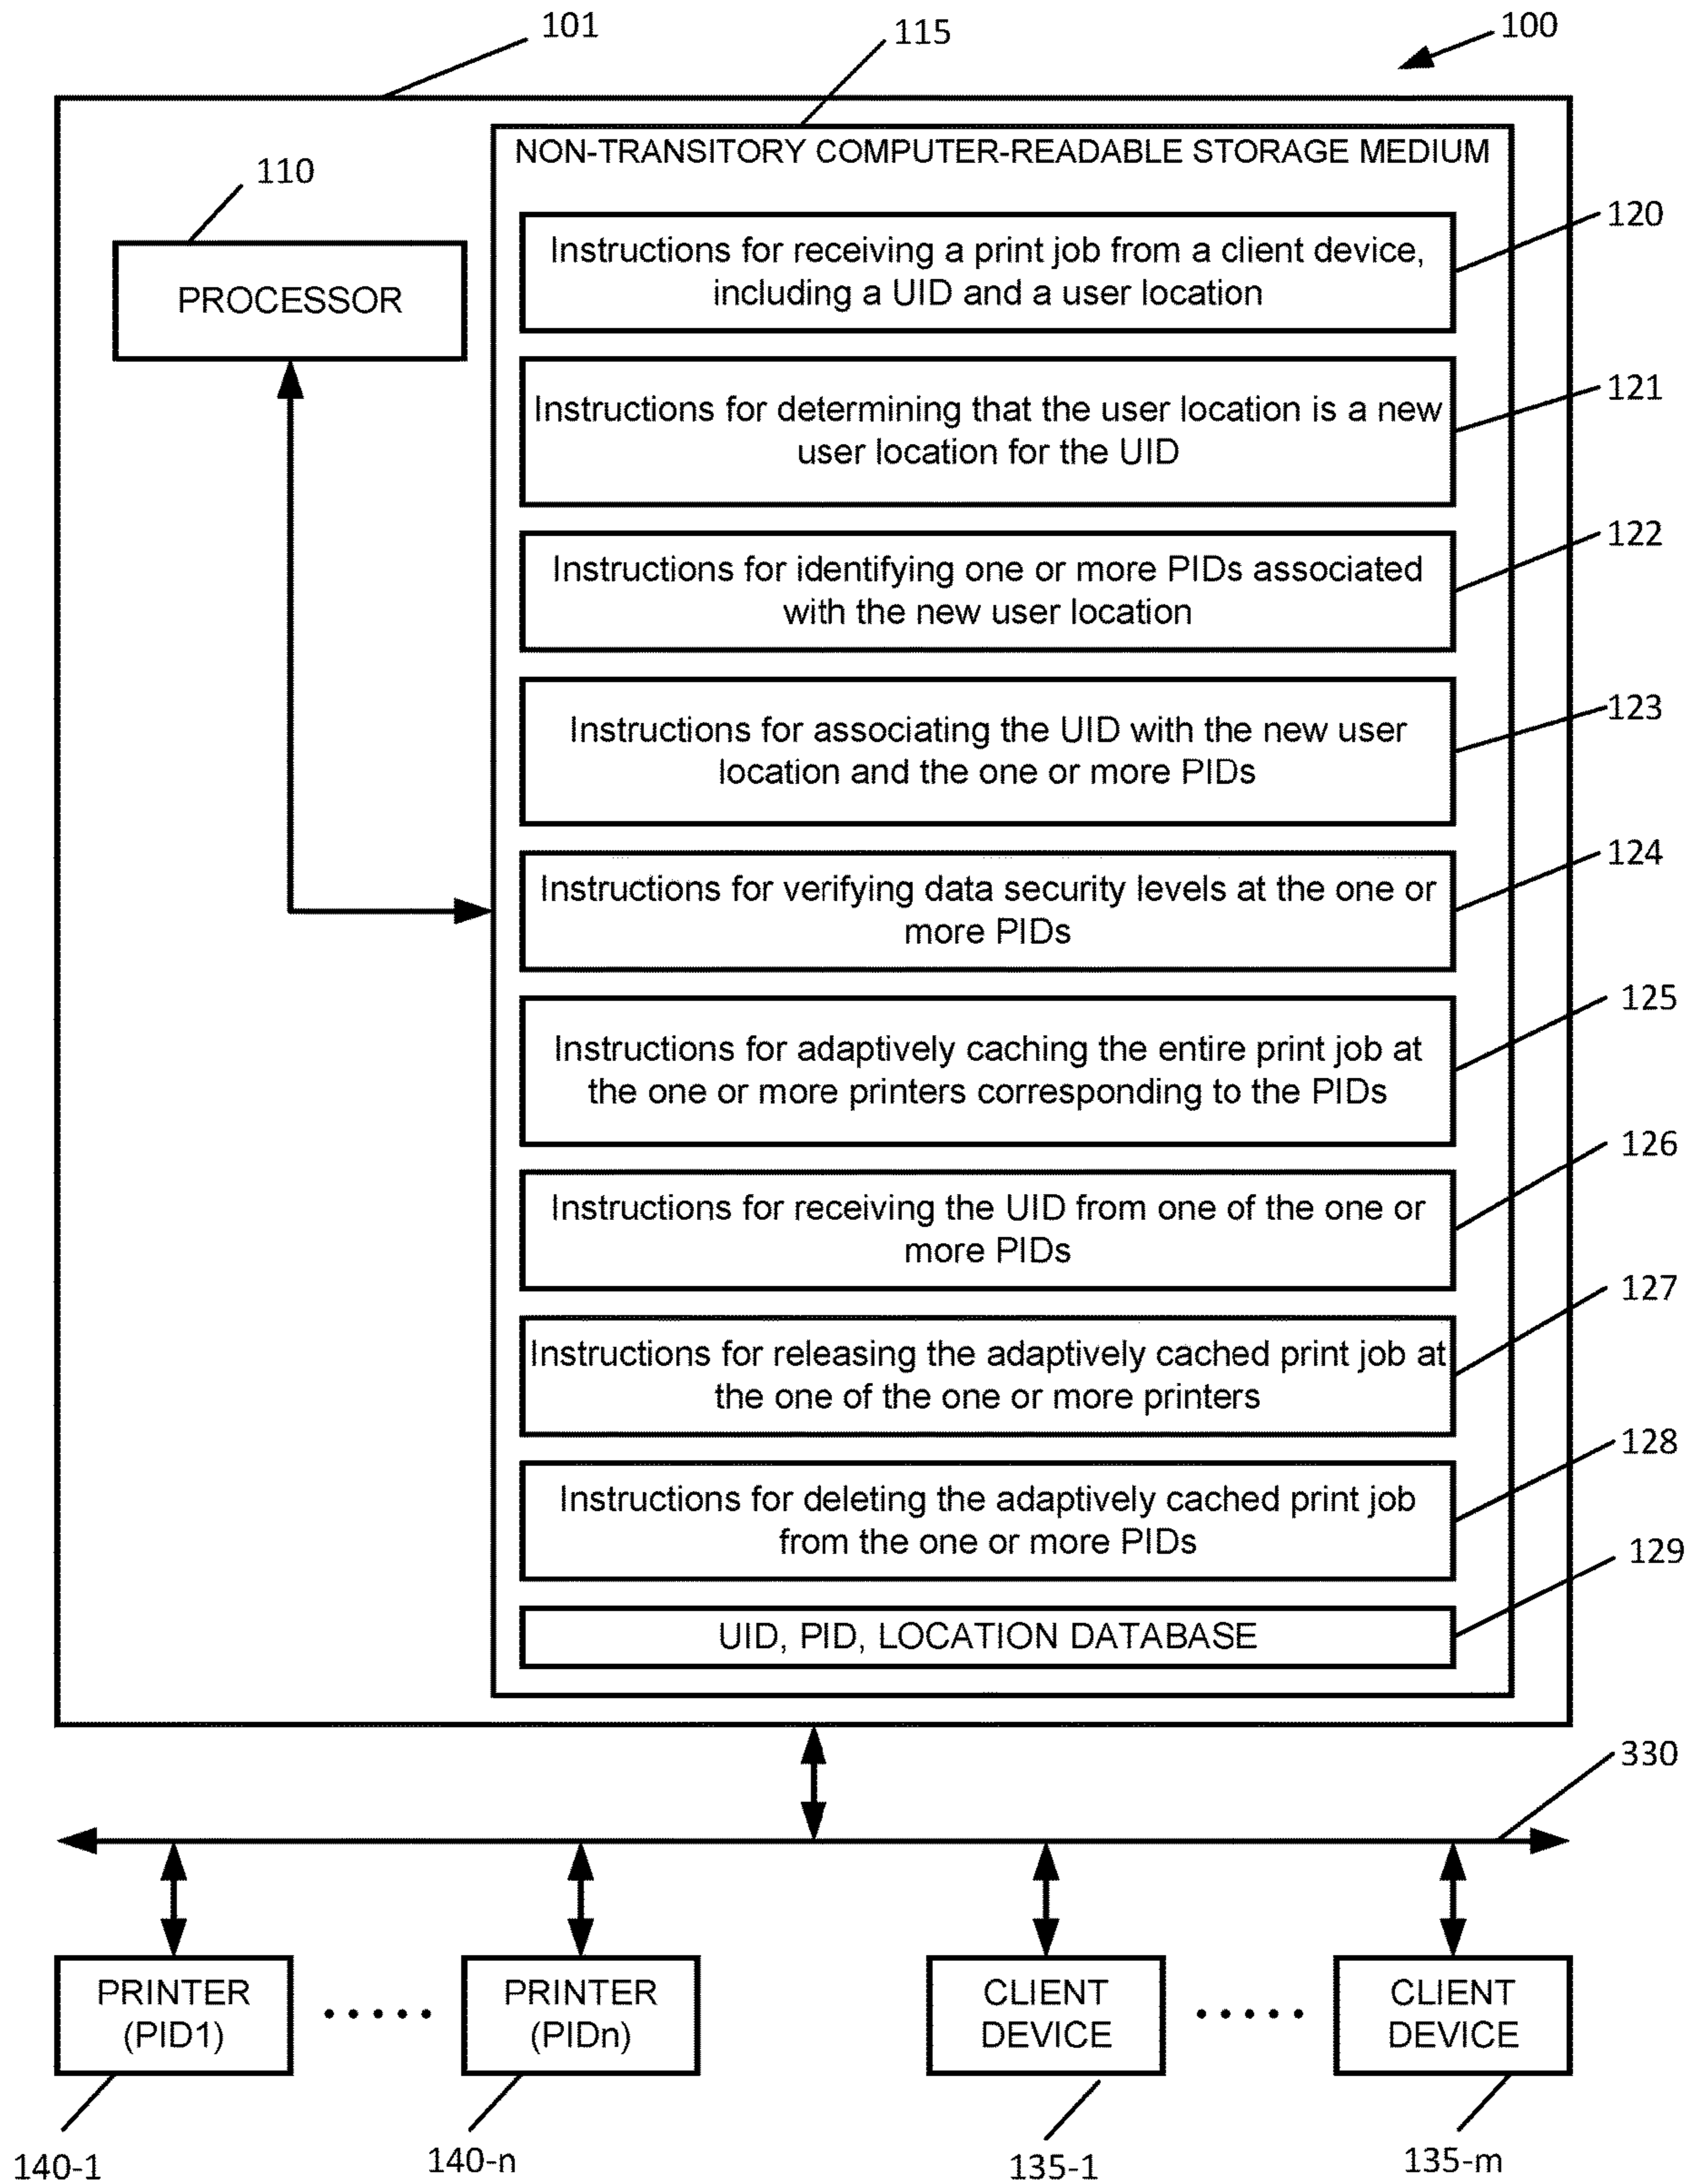 101
115
100
NON-TRANSITORY COMPUTER-READABLE STORAGE MEDIUM
110
PROCESSOR
120
Instructions for receiving a print job from a client device,
including a UID and a user location
121
Instructions for determining that the user location is a new
user location for the UID
122
Instructions for identifying one or more PIDs associated
with the new user location
123
Instructions for associating the UID with the new user
location and the one or more PIDs
124
Instructions for verifying data security levels at the one or
more PIDs
125
Instructions for adaptively caching the entire print job at
the one or more printers corresponding to the PIDs
126
Instructions for receiving the UID from one of the one or
more PIDs
127
Instructions for releasing the adaptively cached print job at
the one of the one or more printers
128
Instructions for deleting the adaptively cached print job
from the one or more PIDs
129
UID, PID, LOCATION DATABASE
330
PRINTER
(PID1)
PRINTER
(PIDn)
CLIENT
DEVICE
CLIENT
DEVICE
140-1
140-n
135-1
135-m